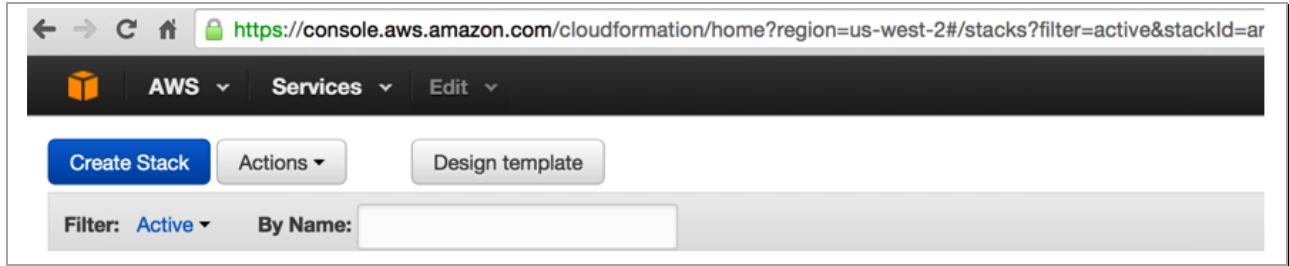 https://console.aws.amazon.com/cloudformation/home?region=us-west-2#/stacks?filter=active&stackId=ar
AWS Services Edit
Create Stack Actions Design template
Filter: Active By Name: